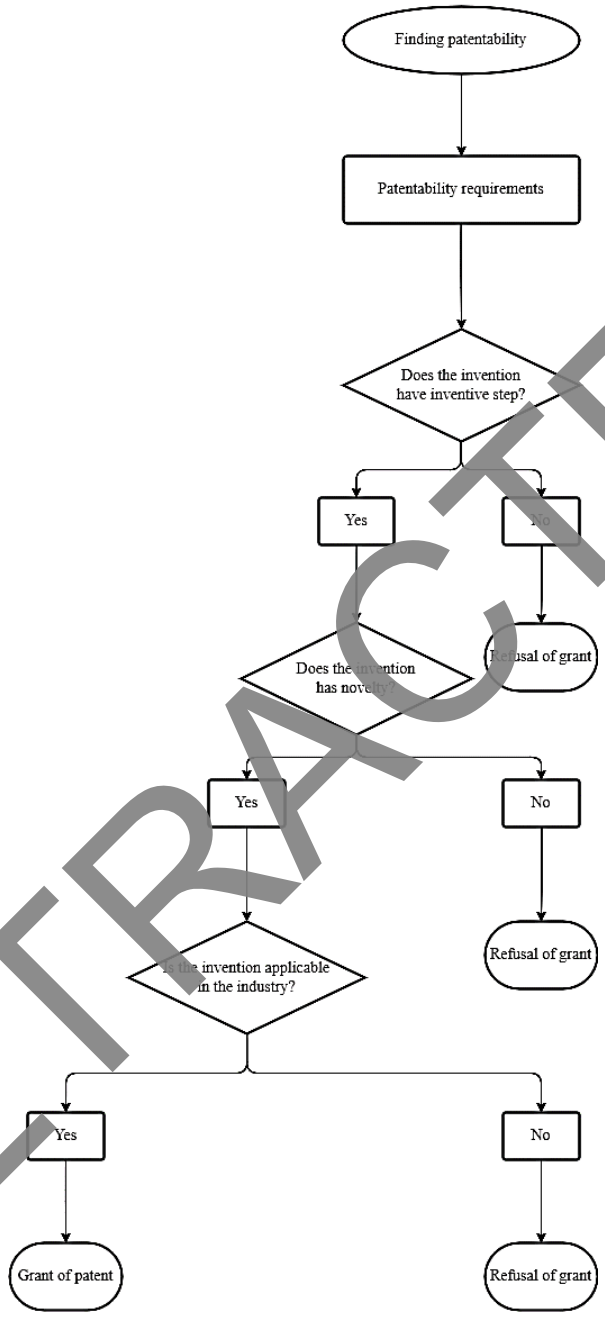 Finding patentability
Patentability requirements
Does the invention
have inventive step?
Yes
No
Does the invention
has novelty?
Refusal of grant
Yes
No
Is the invention applicable
in the industry?
Refusal of grant
Yes
No
Grant of patent
Refusal of grant
TRACT